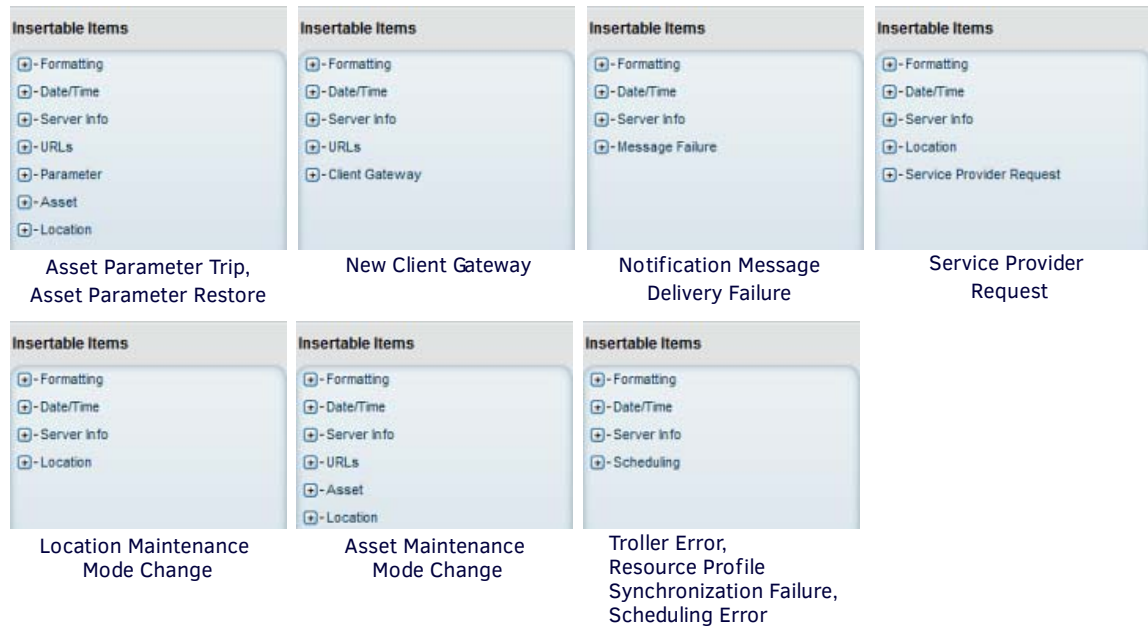 Insertable Items
Formatting
Date/Time
Server Info
URLs
Parameter
Asset
Location
Asset Parameter Trip,
Asset Parameter Restore
Insertable Items
Formatting
Date/Time
Server Info
URLs
Client Gateway
New Client Gateway
Insertable Items
Formatting
Date/Time
Server Info
Message Failure
Notification Message
Delivery Failure
Insertable Items
Formatting
Date/Time
Server Info
Location
Service Provider Request
Service Provider
Request
Insertable Items
Formatting
Date/Time
Server Info
Location
Location Maintenance
Mode Change
Insertable Items
Formatting
Date/Time
Server Info
URLs
Asset
Location
Asset Maintenance
Mode Change
Insertable Items
Formatting
Date/Time
Server Info
Scheduling
Troller Error,
Resource Profile
Synchronization Failure,
Scheduling Error